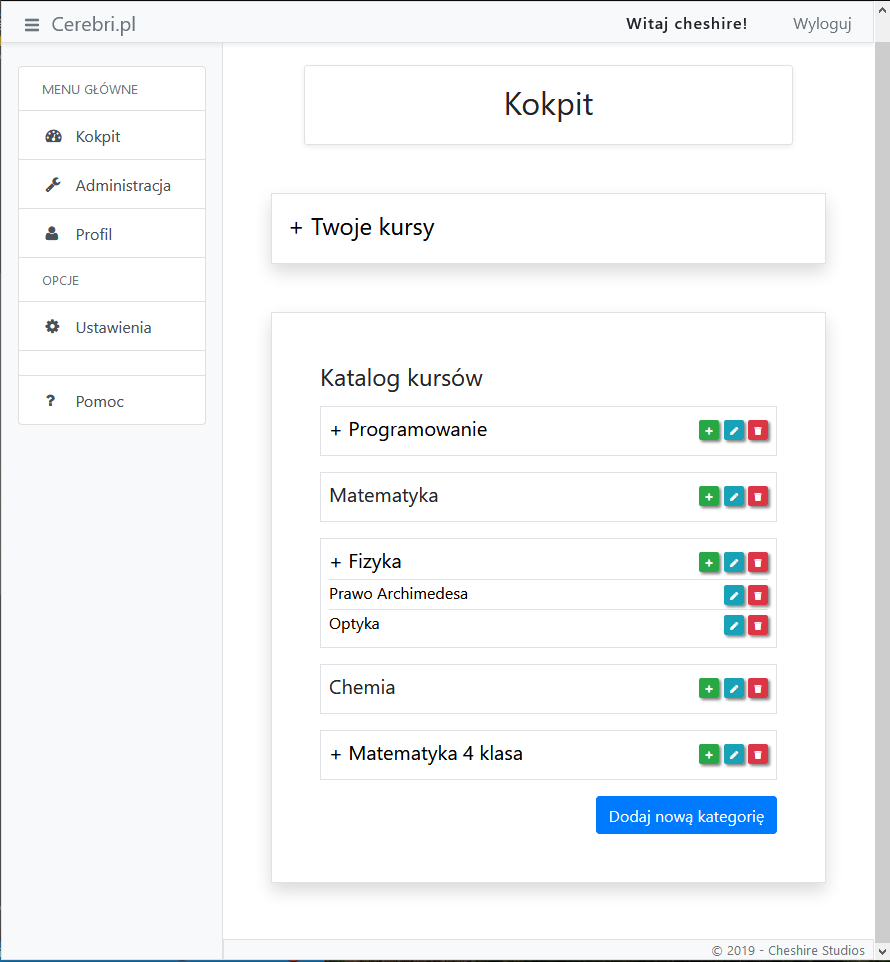 Cerebri.pl
Witaj cheshire!
Wyloguj
MENU GŁÓWNE
Kokpit
Administracja
Profil
OPCJE
Ustawienia
? Pomoc
Kokpit
+ Twoje kursy
Katalog kursów
+ Programowanie
Matematyka
+ Fizyka
Prawo Archimedesa
Optyka
Chemia
+ Matematyka 4 klasa
Dodaj nową kategorię
© 2019 - Cheshire Studios